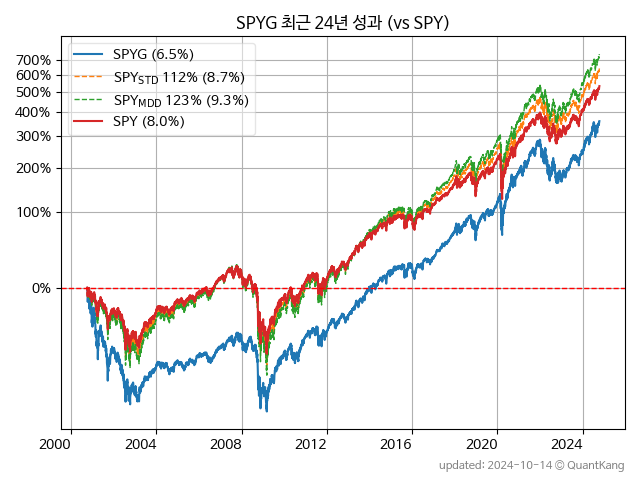 SPYG 최근 24년 성과 (vs SPY)
SPYG (6.5%)
SPY_STD 112% (8.7%)
SPY_MDD 123% (9.3%)
SPY (8.0%)
700%
600%
500%
400%
300%
200%
100%
0%
2000 2004 2008 2012 2016 2020 2024
updated: 2024-10-14 © QuantKang